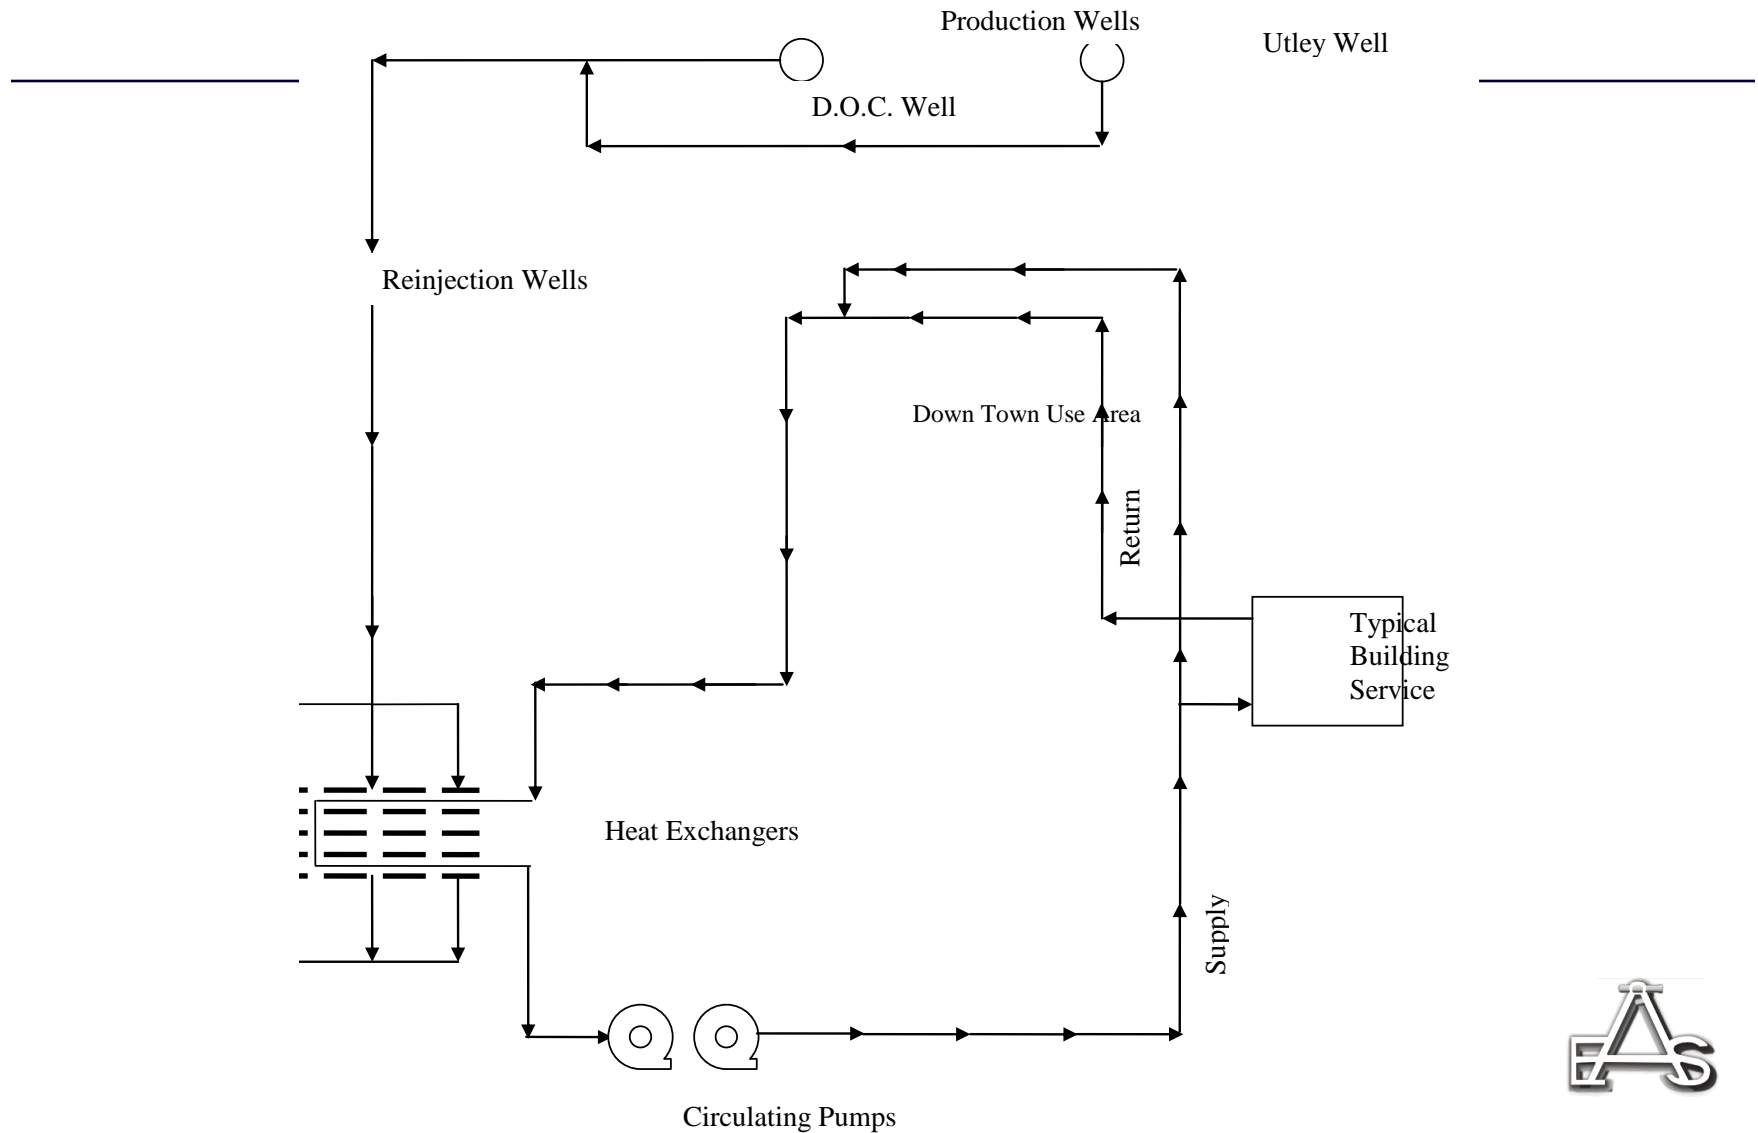 Production Wells
Utley Well
D.O.C. Well
Reinjection Wells
Down Town Use Area
Return
Typical
Building
Service
Heat Exchangers
Supply
Circulating Pumps
EAS